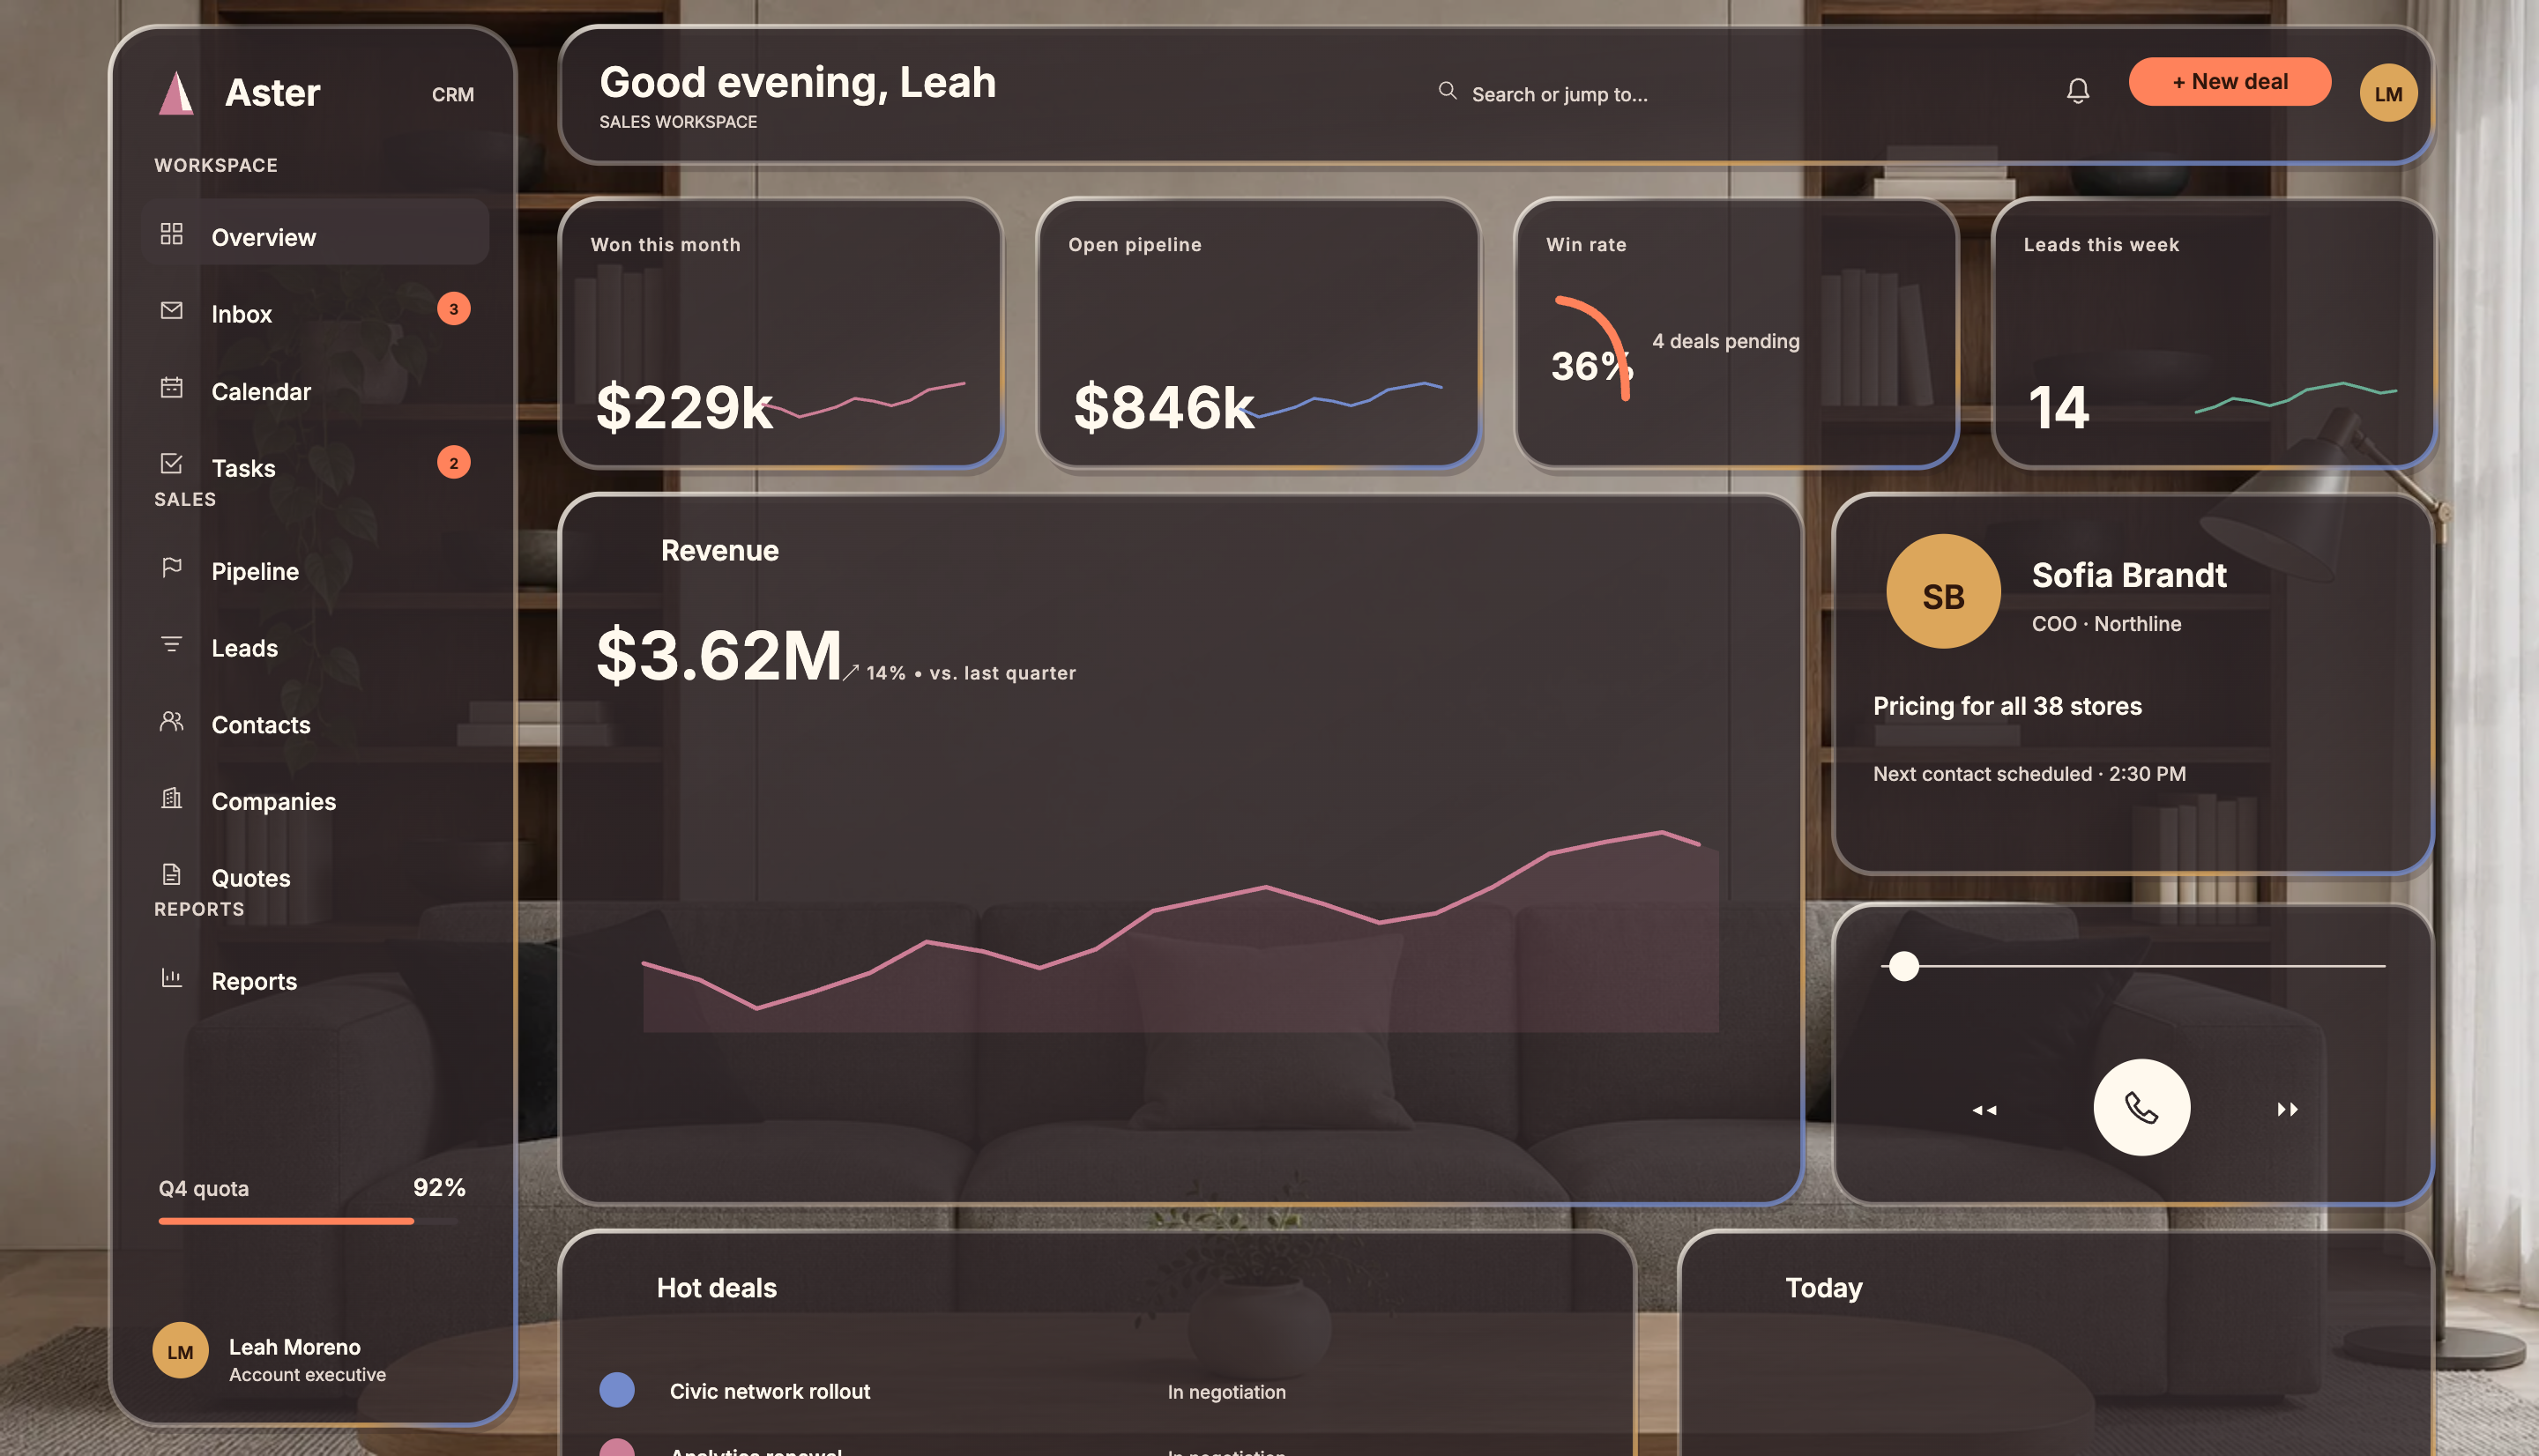 Aster
CRM
WORKSPACE
Overview
Inbox
3
Calendar
Tasks
2
SALES
Pipeline
Leads
Contacts
Companies
Quotes
REPORTS
Reports
Q4 quota
92%
LM
Leah Moreno
Account executive
Good evening, Leah
SALES WORKSPACE
Search or jump to...
+ New deal
LM
Won this month
$229k
Open pipeline
$846k
Win rate
36%
4 deals pending
Leads this week
14
Revenue
$3.62M
↗ 14% • vs. last quarter
SB
Sofia Brandt
COO · Northline
Pricing for all 38 stores
Next contact scheduled · 2:30 PM
Hot deals
Civic network rollout
In negotiation
Analytics renewal
In negotiation
Today